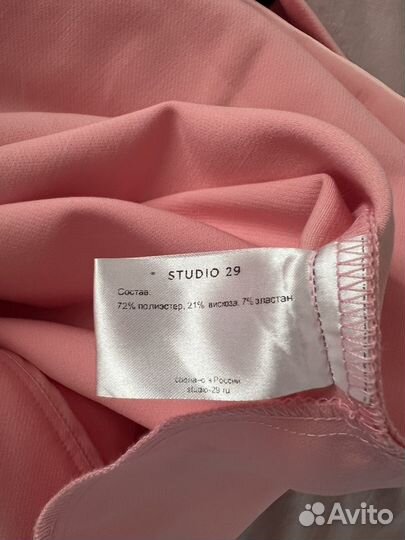 STUDIO 29
Состав:
72% полиэстер, 21% вискоза, 7% эластан
сделано в России
studio-29.ru
Avito